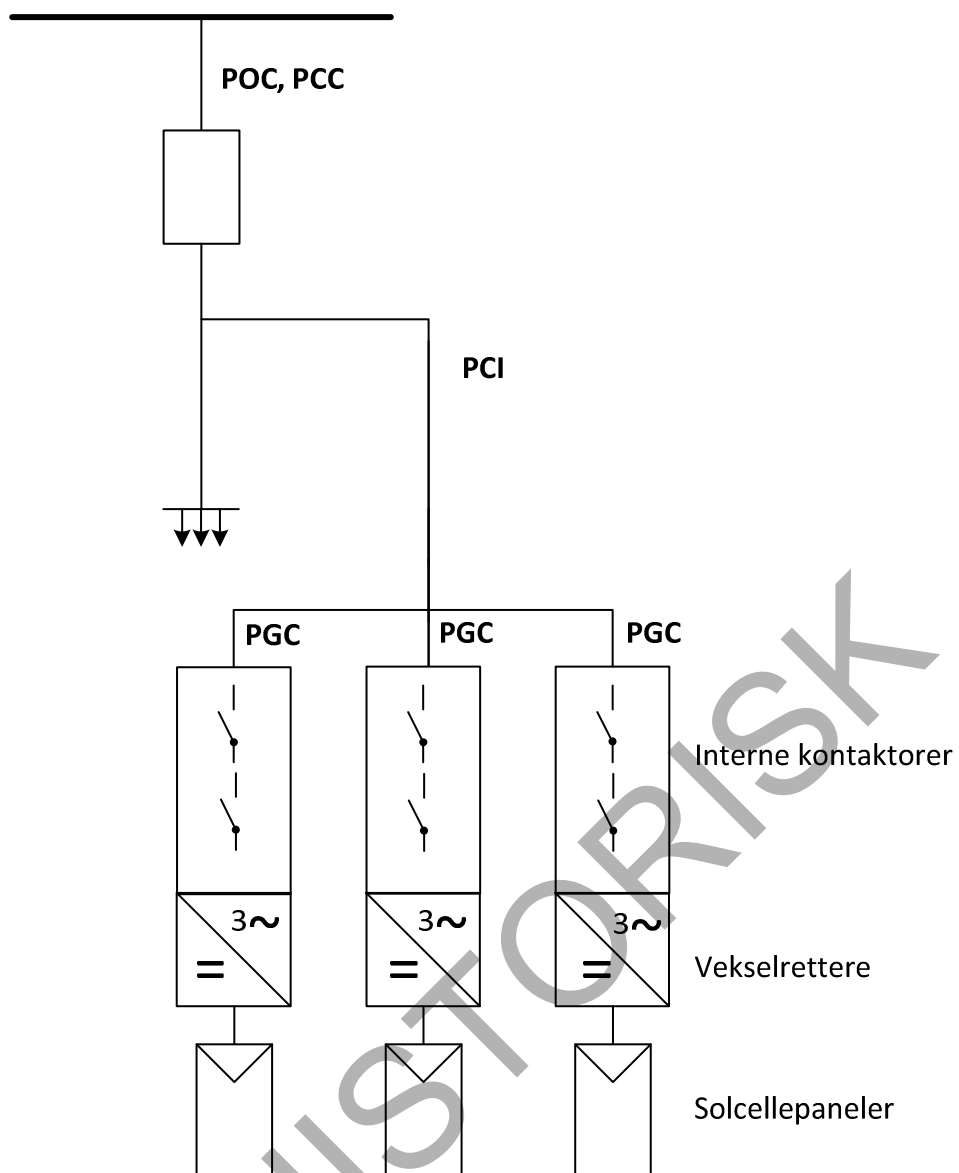 POC, PCC
PCI
PGC PGC PGC
Interne kontaktorer
3~ 3~ 3~
= = =
Vekselrettere
Solcellepaneler
HISTORISK